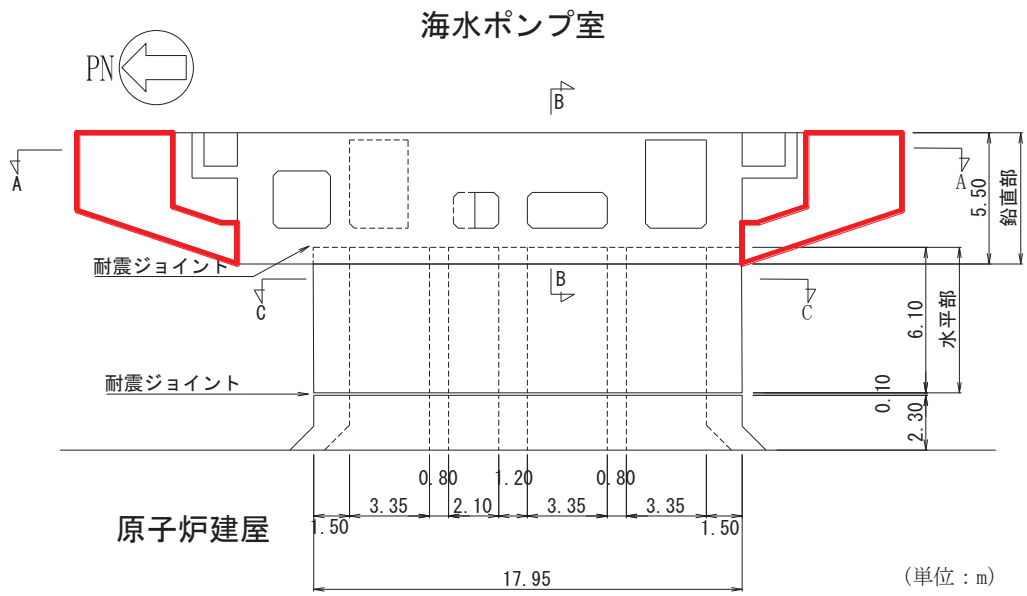 海水ポンプ室
PN
B
A
A
5.50
鉛直部
耐震ジョイント
B
C
C
6.10
水平部
耐震ジョイント
0.10
2.30
0.80
1.20
0.80
3.35
2.10
3.35
3.35
1.50
1.50
原子炉建屋
17.95
(単位:m)